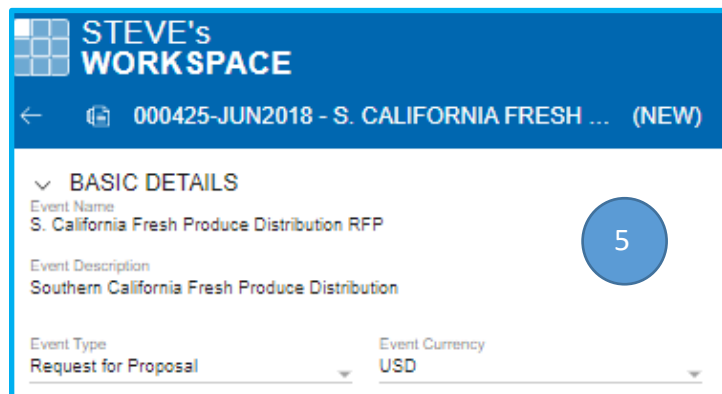 STEVE's
WORKSPACE
000425-JUN2018 - S. CALIFORNIA FRESH ... (NEW)
BASIC DETAILS
Event Name
S. California Fresh Produce Distribution RFP
5
Event Description
Southern California Fresh Produce Distribution
Event Type Event Currency
Request for Proposal USD